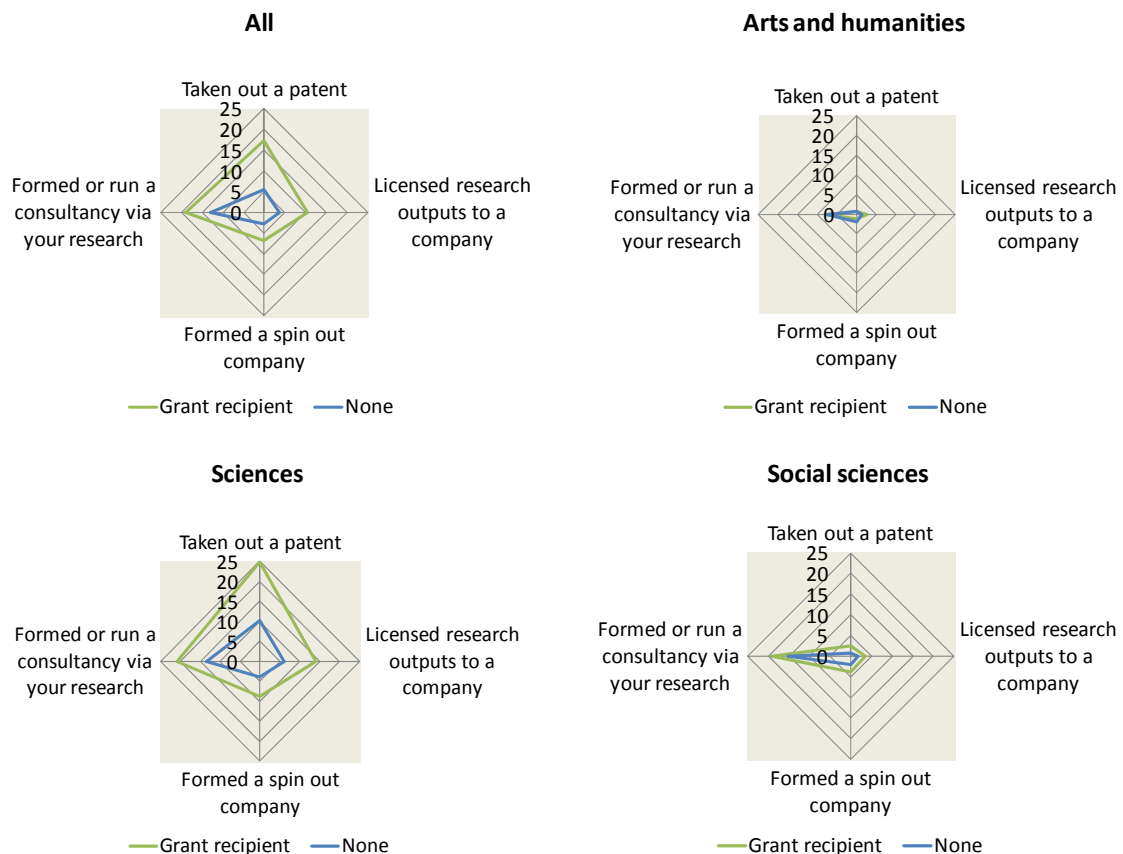 All
Taken out a patent
25
20
15
10
5
0
Formed or run a
consultancy via
your research
Licensed research
outputs to a
company
Formed a spin out
company
Grant recipient None
Arts and humanities
Taken out a patent
25
20
15
10
5
0
Formed or run a
consultancy via
your research
Licensed research
outputs to a
company
Formed a spin out
company
Grant recipient None
Sciences
Taken out a patent
25
20
15
10
5
0
Formed or run a
consultancy via
your research
Licensed research
outputs to a
company
Formed a spin out
company
Grant recipient None
Social sciences
Taken out a patent
25
20
15
10
5
0
Formed or run a
consultancy via
your research
Licensed research
outputs to a
company
Formed a spin out
company
Grant recipient None